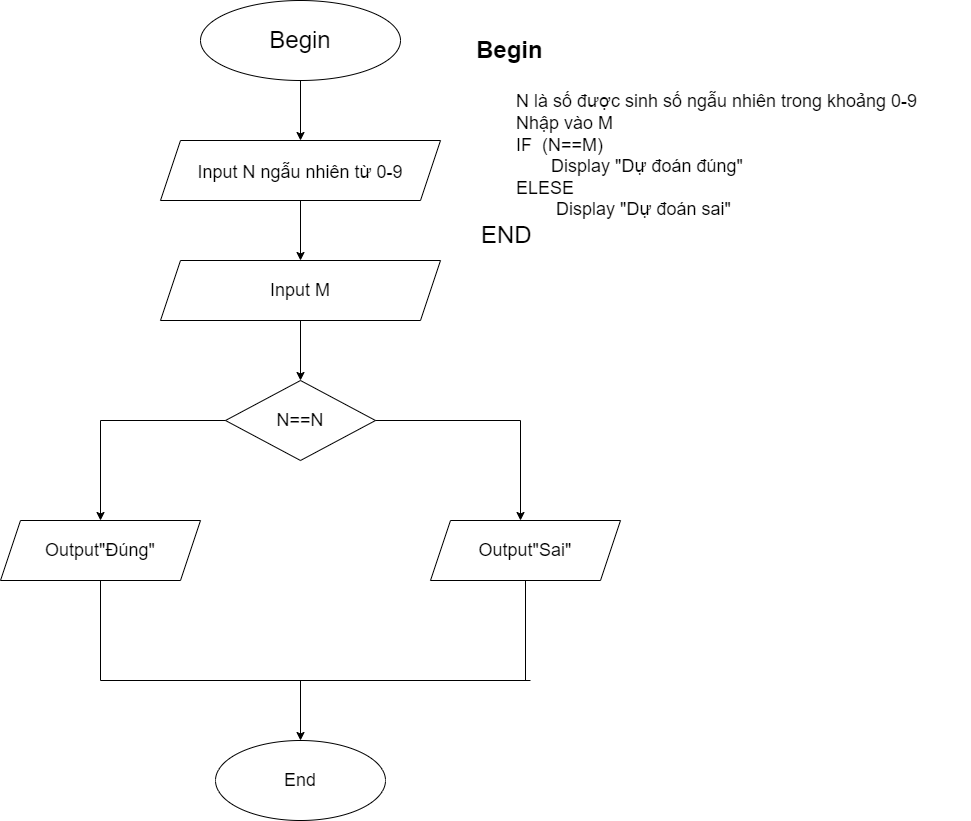 Begin
Input N ngẫu nhiên từ 0-9
Input M
N==N
Output"Đúng"
Output"Sai"
End
Begin
N là số được sinh số ngẫu nhiên trong khoảng 0-9
Nhập vào M
IF (N==M)
Display "Dự đoán đúng"
ELESE
Display "Dự đoán sai"
END